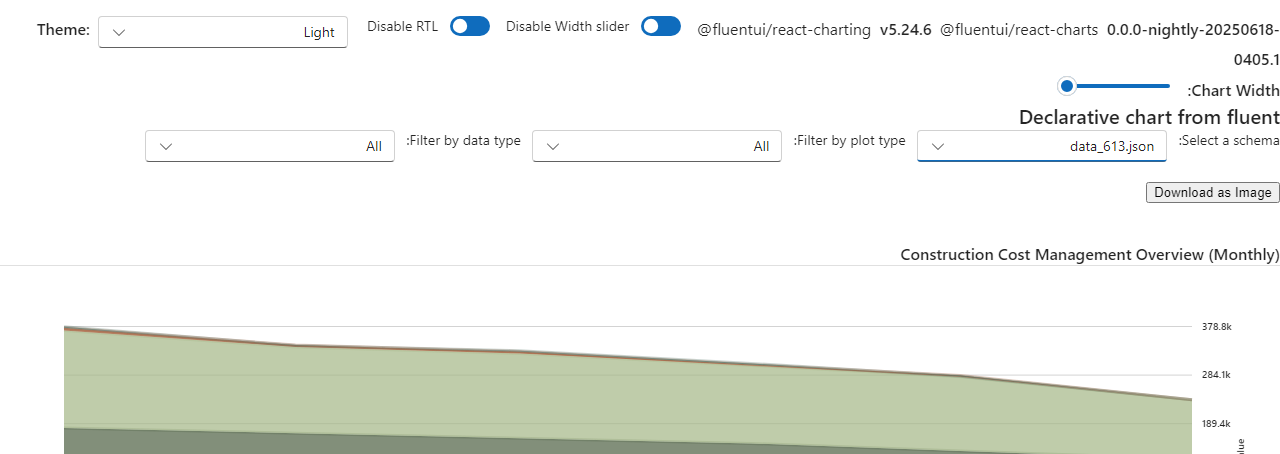 Theme: Light Disable RTL Disable Width slider @fluentui/react-charting v5.24.6 @fluentui/react-charts 0.0.0-nightly-20250618-
0405.1
:Chart Width
Declarative chart from fluent
:Select a schema data_613.json :Filter by plot type All :Filter by data type All
Download as Image
Construction Cost Management Overview (Monthly)
378.8k
284.1k
189.4k